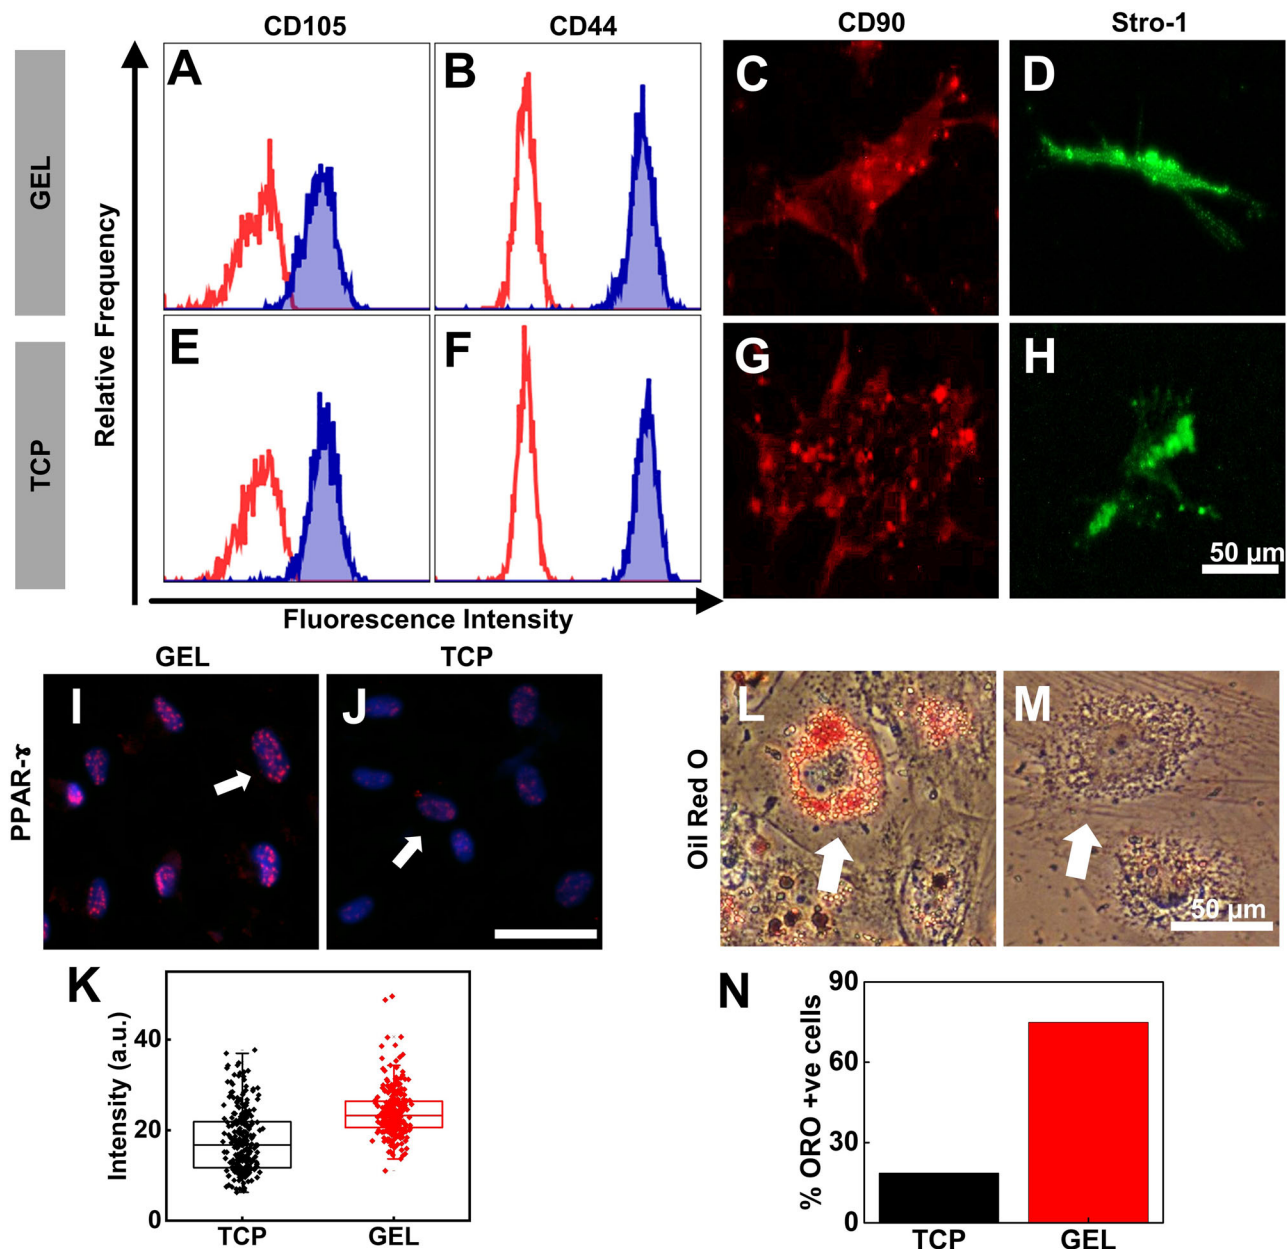 CD105
CD44
CD90
Stro-1
GEL
A
B
C
D
Relative Frequency
TCP
E
F
G
H
50 µm
Fluorescence Intensity
GEL
TCP
PPAR-ɤ
I
J
Oil Red O
L
M
50 µm
K
Intensity (a.u.)
40
20
0
TCP
GEL
N
% ORO +ve cells
90
60
30
0
TCP
GEL